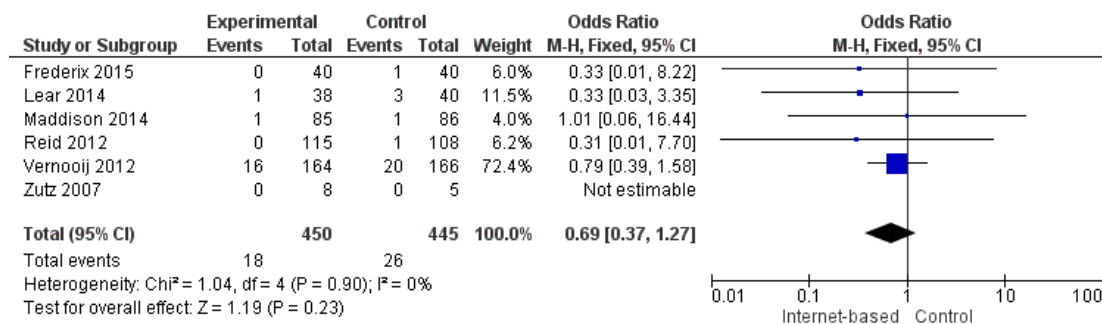 Experimental Control Odds Ratio Odds Ratio
Study or Subgroup Events Total Events Total Weight M-H, Fixed, 95% CI M-H, Fixed, 95% CI
Frederix 2015 0 40 1 40 6.0% 0.33 [0.01, 8.22]
Lear 2014 1 38 3 40 11.5% 0.33 [0.03, 3.35]
Maddison 2014 1 85 1 86 4.0% 1.01 [0.06, 16.44]
Reid 2012 0 115 1 108 6.2% 0.31 [0.01, 7.70]
Vernooij 2012 16 164 20 166 72.4% 0.79 [0.39, 1.58]
Zutz 2007 0 8 0 5 Not estimable
Total (95% CI) 450 445 100.0% 0.69 [0.37, 1.27]
Total events 18 26
Heterogeneity: Chi² = 1.04, df = 4 (P = 0.90); I² = 0%
Test for overall effect: Z = 1.19 (P = 0.23)
0.01 0.1 1 10 100
Internet-based Control